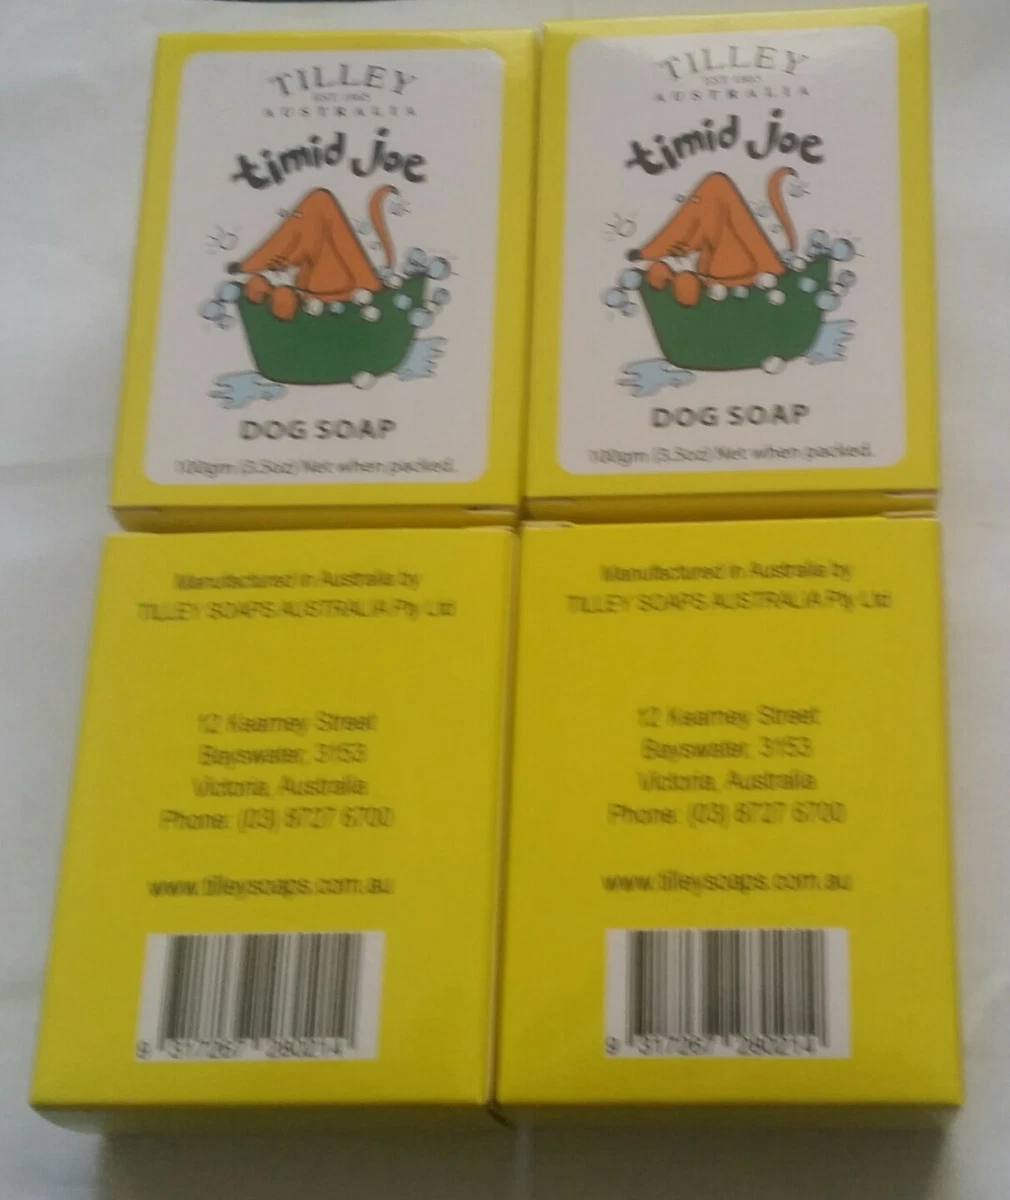 TILLEY
EST 1865
AUSTRALIA
timid joe
DOG SOAP
100gm (3.5oz) Net when packed.
TILLEY
EST 1865
AUSTRALIA
timid joe
DOG SOAP
100gm (3.5oz) Net when packed.
Manufactured in Australia by
TILLEY SOAPS AUSTRALIA Pty Ltd
12 Kearney Street
Bayswater, 3153
Victoria, Australia
Phone: (03) 8727 6700
www.tilleysoaps.com.au
9 317267 280214
Manufactured in Australia by
TILLEY SOAPS AUSTRALIA Pty Ltd
12 Kearney Street
Bayswater, 3153
Victoria, Australia
Phone: (03) 8727 6700
www.tilleysoaps.com.au
9 317267 280214